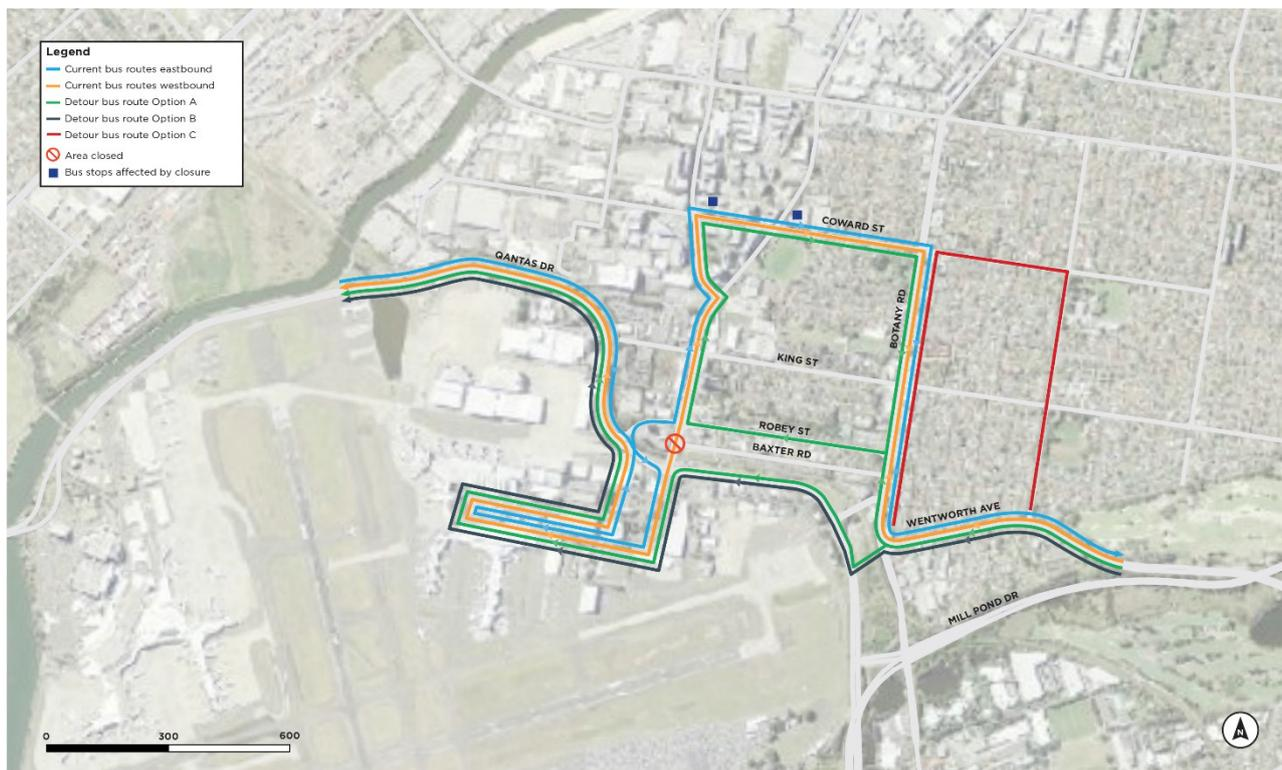 Legend
Current bus routes eastbound
Current bus routes westbound
Detour bus route Option A
Detour bus route Option B
Detour bus route Option C
Area closed
Bus stops affected by closure
COWARD ST
QANTAS DR
BOTANY RD
KING ST
ROBEY ST
BAXTER RD
WENTWORTH AVE
MILL POND DR
0 300 600
N